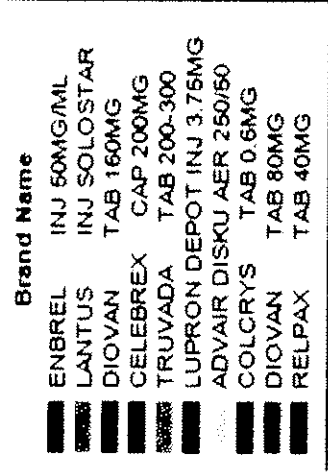 Brand Name
ENBREL INJ 50MG/ML
LANTUS INJ SOLOSTAR
DIOVAN TAB 160MG
CELEBREX CAP 200MG
TRUVADA TAB 200-300
LUPRON DEPOT INJ 3.75MG
ADVAIR DISKU AER 250/50
COLCRYS TAB 0.6MG
DIOVAN TAB 80MG
RELPAX TAB 40MG